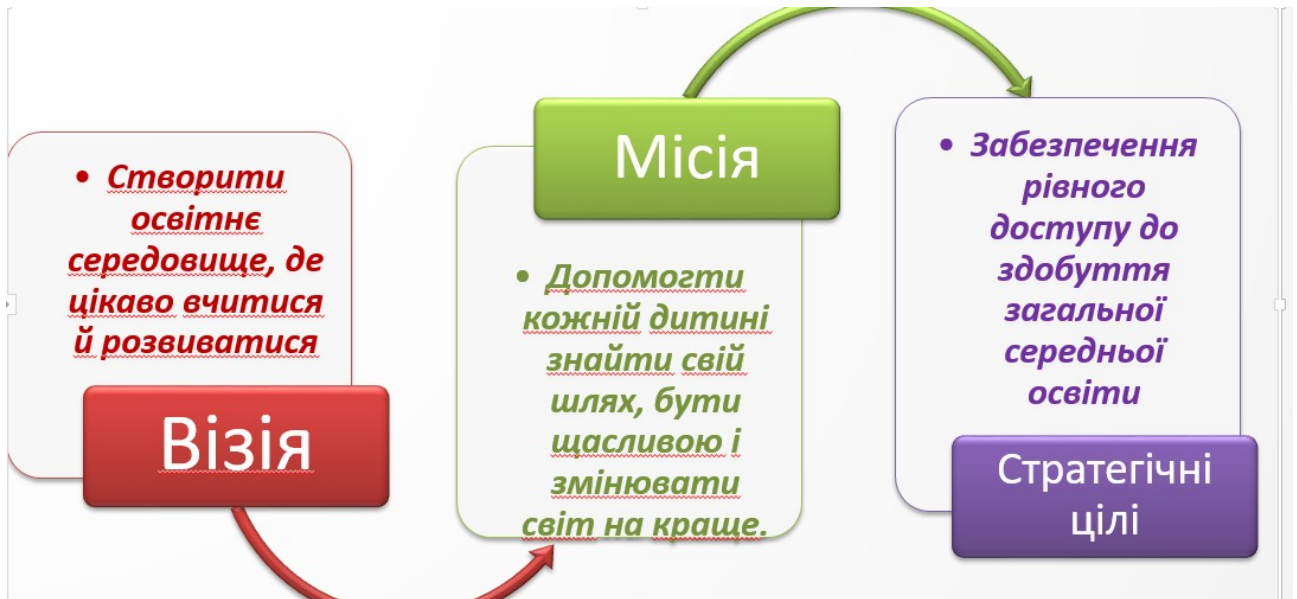 • Створити
освітнє
середовище, де
цікаво вчитися
й розвиватися
Візія
Місія
• Допомогти
кожній дитині
знайти свій
шлях, бути
щасливою і
змінювати
світ на краще.
• Забезпечення
рівного
доступу до
здобуття
загальної
середньої
освіти
Стратегічні
цілі